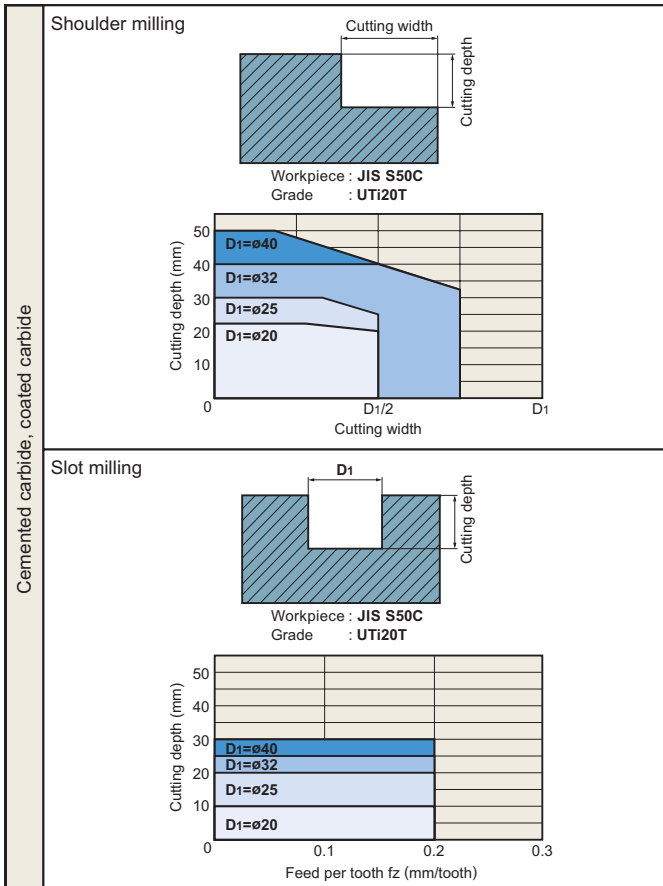 Cemented carbide, coated carbide
Shoulder milling
Cutting width
Cutting depth
Workpiece : JIS S50C
Grade : UTi20T
Cutting depth (mm)
50
40
30
20
10
0
D1=ø40
D1=ø32
D1=ø25
D1=ø20
D1/2
D1
Cutting width
Slot milling
D1
Cutting depth
Workpiece : JIS S50C
Grade : UTi20T
Cutting depth (mm)
50
40
30
20
10
0
D1=ø40
D1=ø32
D1=ø25
D1=ø20
0.1
0.2
0.3
Feed per tooth fz (mm/tooth)